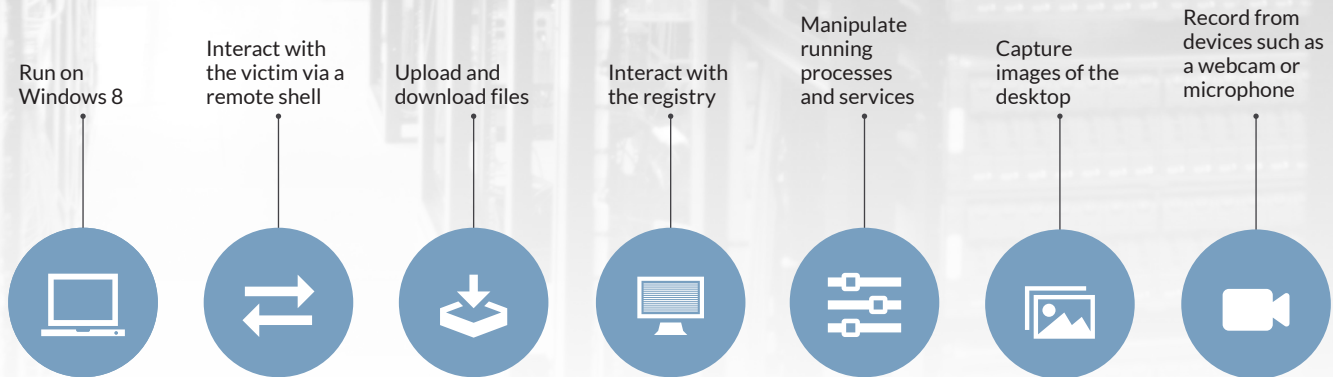 Run on
Windows 8
Interact with
the victim via a
remote shell
Upload and
download files
Interact with
the registry
Manipulate
running
processes
and services
Capture
images of the
desktop
Record from
devices such as
a webcam or
microphone